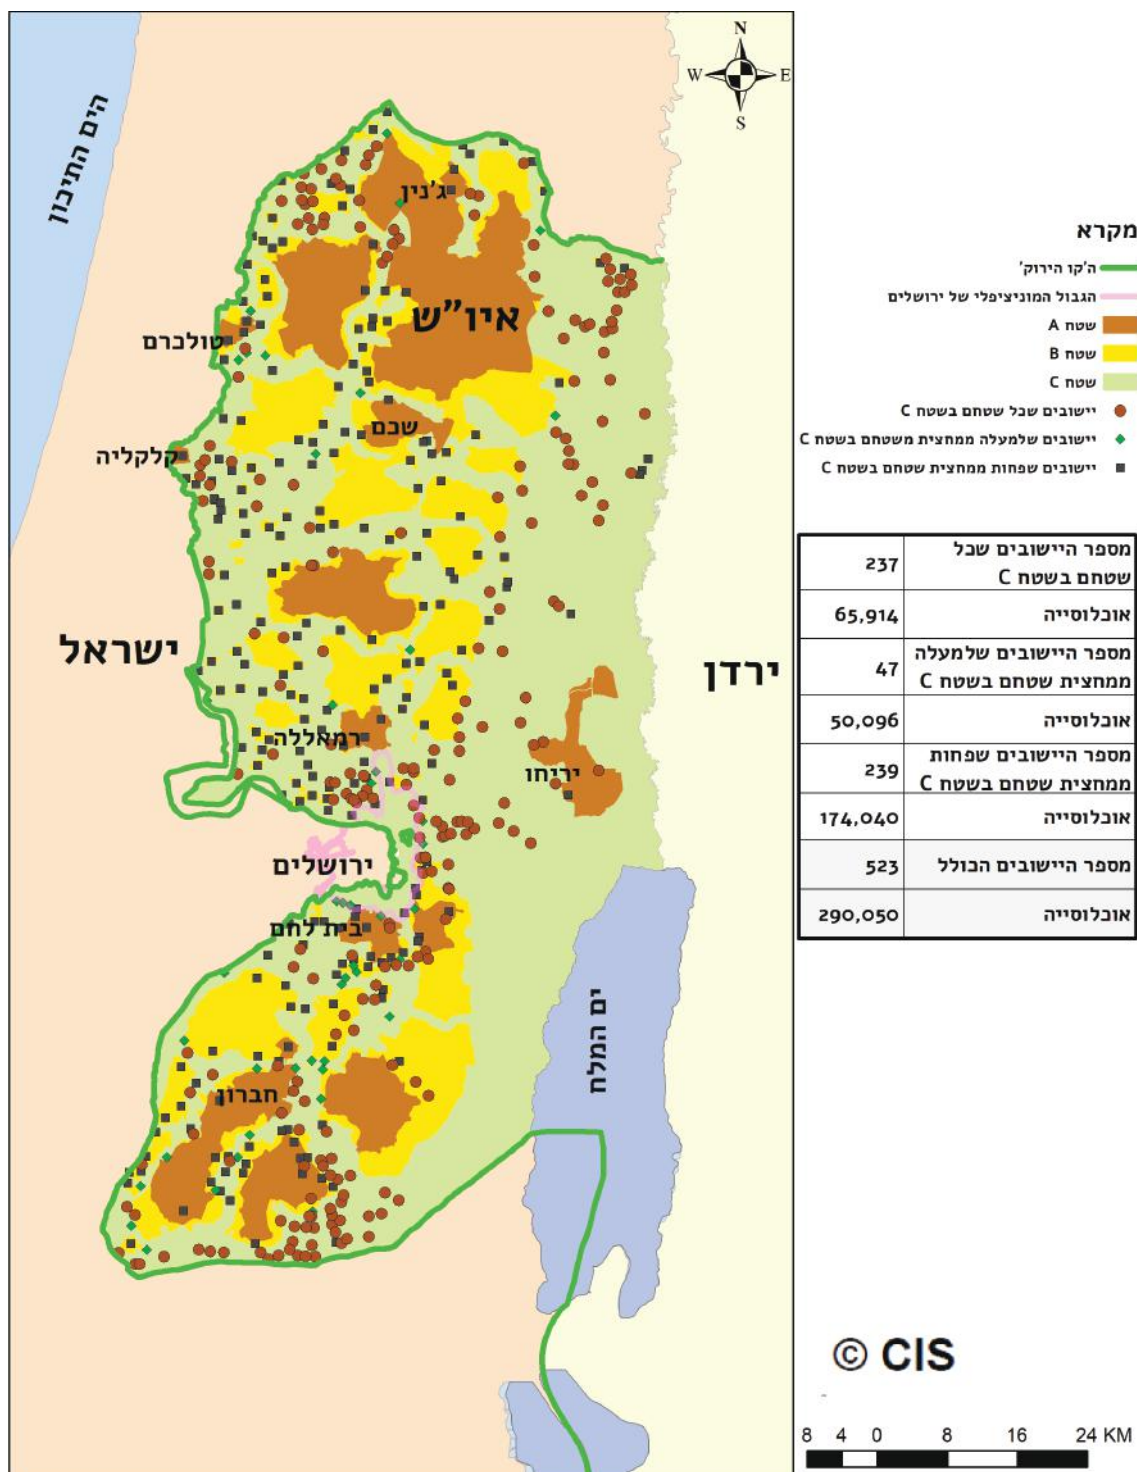 N
W E
S
הים התיכון
ג'נין
איו"ש
טולכרם
שכם
קלקליה
ישראל
ירדן
רמאללה
יריחו
ירושלים
בית לחם
ים המלח
חברון
מקרא
ה'קו הירוק'
הגבול המוניציפלי של ירושלים
שטח A
שטח B
שטח C
יישובים שכל שטחם בשטח C
יישובים שלמעלה ממחצית משטחם בשטח C
יישובים שפחות ממחצית שטחם בשטח C
מספר היישובים שכל
שטחם בשטח C
237
אוכלוסייה 65,914
מספר היישובים שלמעלה
ממחצית שטחם בשטח C
47
אוכלוסייה 50,096
מספר היישובים שפחות
ממחצית שטחם בשטח C
239
אוכלוסייה 174,040
מספר היישובים הכולל 523
אוכלוסייה 290,050
© CIS
8 4 0 8 16 24 KM